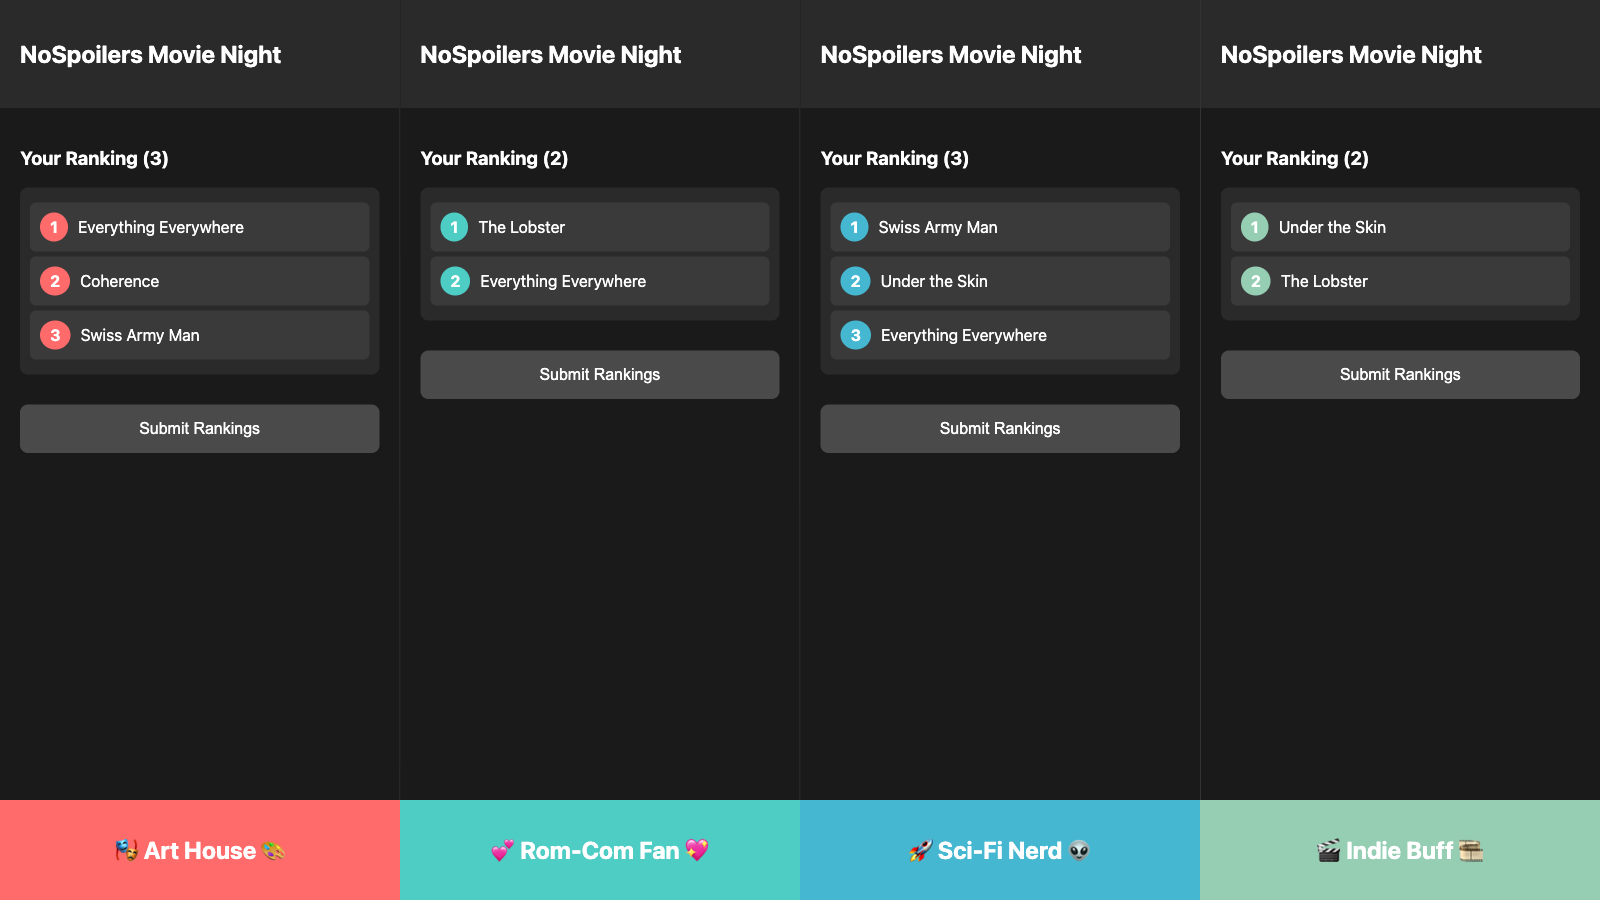 NoSpoilers Movie Night
Your Ranking (3)
1 Everything Everywhere
2 Coherence
3 Swiss Army Man
Submit Rankings
🎭 Art House 🎨
NoSpoilers Movie Night
Your Ranking (2)
1 The Lobster
2 Everything Everywhere
Submit Rankings
💕 Rom-Com Fan 💖
NoSpoilers Movie Night
Your Ranking (3)
1 Swiss Army Man
2 Under the Skin
3 Everything Everywhere
Submit Rankings
🚀 Sci-Fi Nerd 👽
NoSpoilers Movie Night
Your Ranking (2)
1 Under the Skin
2 The Lobster
Submit Rankings
🎬 Indie Buff